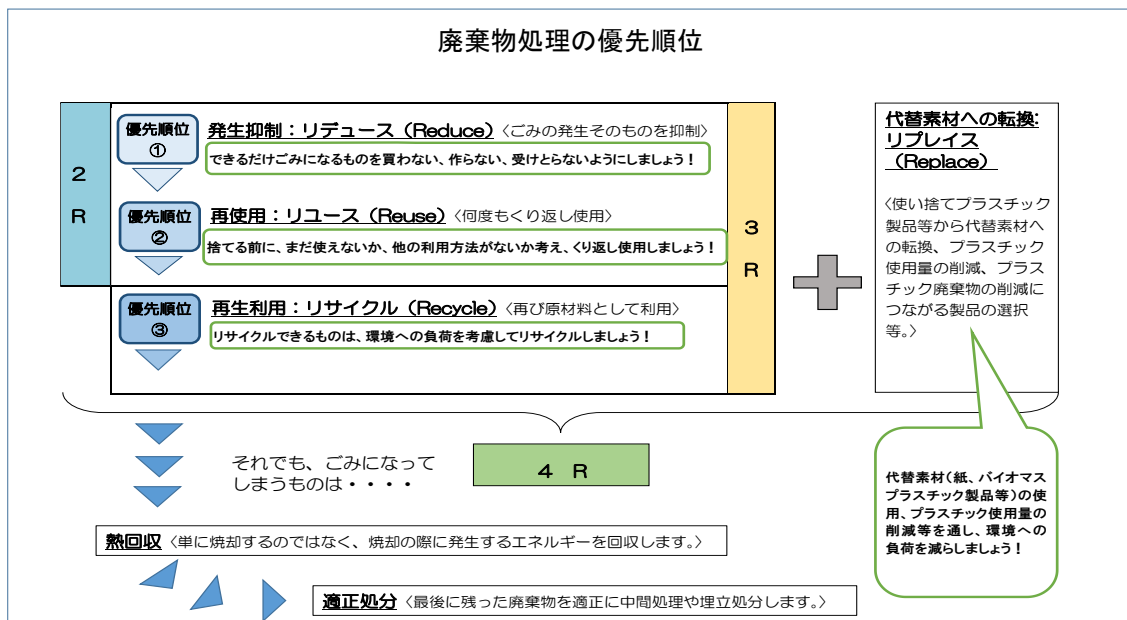 廃棄物処理の優先順位
2
R
優先順位
①
発生抑制：リデュース（Reduce）〈ごみの発生そのものを抑制〉
できるだけごみになるものを買わない、作らない、受けとらないようにしましょう！
優先順位
②
再使用：リユース（Reuse）〈何度もくり返し使用〉
捨てる前に、まだ使えないか、他の利用方法がないか考え、くり返し使用しましょう！
優先順位
③
再生利用：リサイクル（Recycle）〈再び原材料として利用〉
リサイクルできるものは、環境への負荷を考慮してリサイクルしましょう！
3
R
代替素材への転換:
リプレイス
（Replace）
〈使い捨てプラスチック
製品等から代替素材へ
の転換、プラスチック
使用量の削減、プラス
チック廃棄物の削減に
つながる製品の選択
等。〉
4 R
それでも、ごみになって
しまうものは・・・・
代替素材（紙、バイオマス
プラスチック製品等）の使
用、プラスチック使用量の
削減等を通し、環境への
負荷を減らしましょう！
熱回収〈単に焼却するのではなく、焼却の際に発生するエネルギーを回収します。〉
適正処分〈最後に残った廃棄物を適正に中間処理や埋立処分します。〉